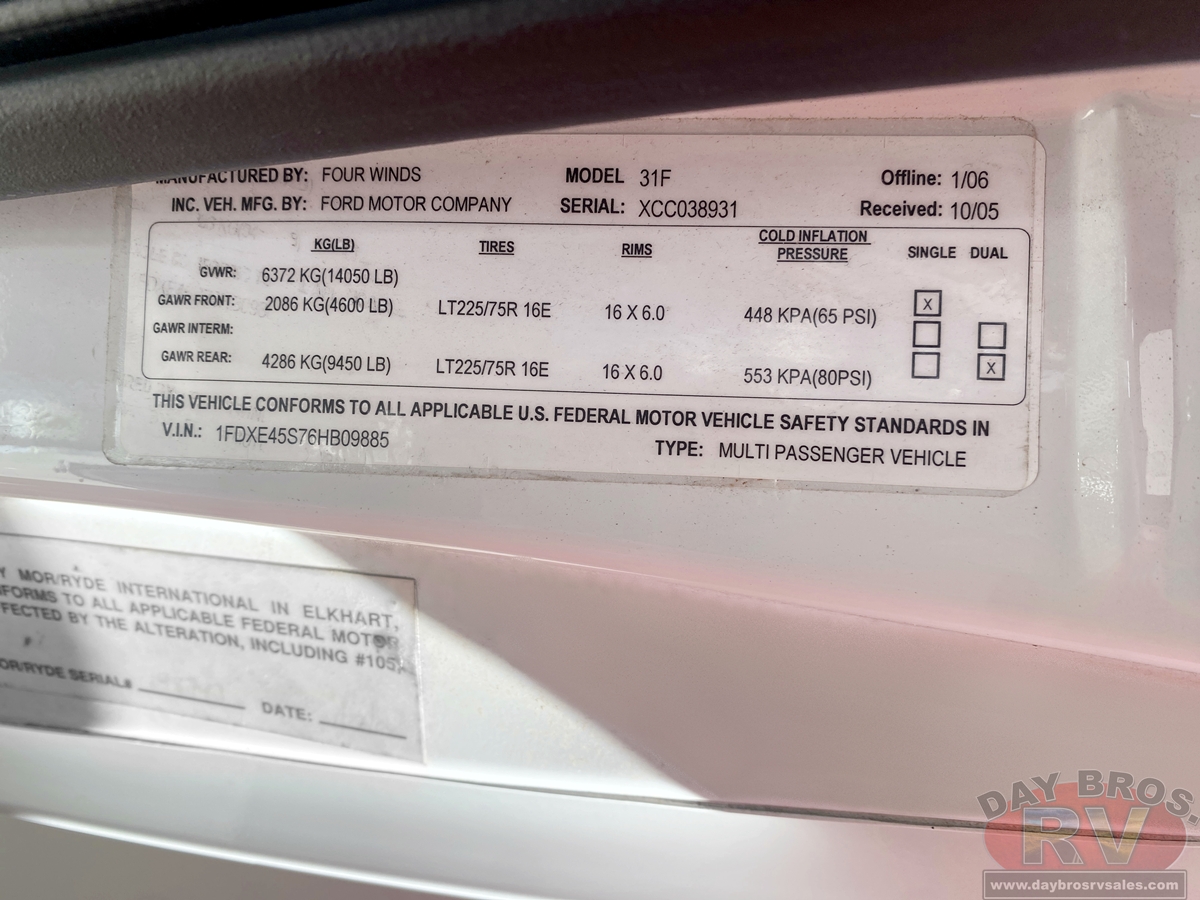 MANUFACTURED BY: FOUR WINDS MODEL 31F Offline: 1/06
INC. VEH. MFG. BY: FORD MOTOR COMPANY SERIAL: XCC038931 Received: 10/05
KG(LB) TIRES RIMS COLD INFLATION PRESSURE SINGLE DUAL
GVWR: 6372 KG(14050 LB)
GAWR FRONT: 2086 KG(4600 LB) LT225/75R 16E 16 X 6.0 448 KPA(65 PSI) X
GAWR INTERM:
GAWR REAR: 4286 KG(9450 LB) LT225/75R 16E 16 X 6.0 553 KPA(80PSI) X
THIS VEHICLE CONFORMS TO ALL APPLICABLE U.S. FEDERAL MOTOR VEHICLE SAFETY STANDARDS IN
V.I.N.: 1FDXE45S76HB09885 TYPE: MULTI PASSENGER VEHICLE
MOR/RYDE INTERNATIONAL IN ELKHART,
TO ALL APPLICABLE FEDERAL MOTOR
BY THE ALTERATION, INCLUDING #105,
SERIAL#
DATE:
DAY BROS.
RV
www.daybrosrvsales.com